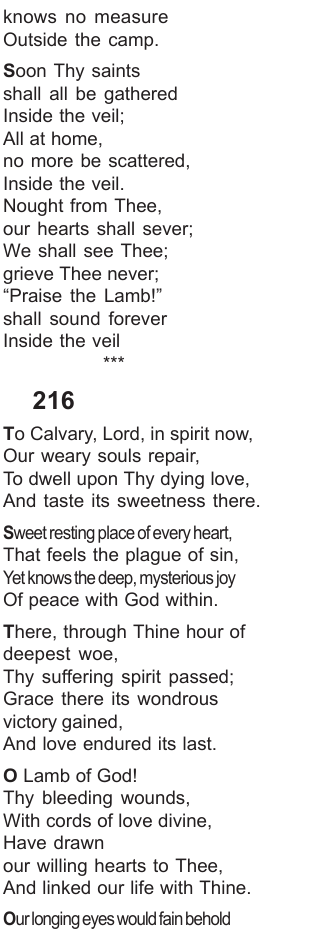 knows no measure
Outside the camp.
Soon Thy saints
shall all be gathered
Inside the veil;
All at home,
no more be scattered,
Inside the veil.
Nought from Thee,
our hearts shall sever;
We shall see Thee;
grieve Thee never;
“Praise the Lamb!”
shall sound forever
Inside the veil
***
216
To Calvary, Lord, in spirit now,
Our weary souls repair,
To dwell upon Thy dying love,
And taste its sweetness there.
Sweet resting place of every heart,
That feels the plague of sin,
Yet knows the deep, mysterious joy
Of peace with God within.
There, through Thine hour of
deepest woe,
Thy suffering spirit passed;
Grace there its wondrous
victory gained,
And love endured its last.
O Lamb of God!
Thy bleeding wounds,
With cords of love divine,
Have drawn
our willing hearts to Thee,
And linked our life with Thine.
Our longing eyes would fain behold